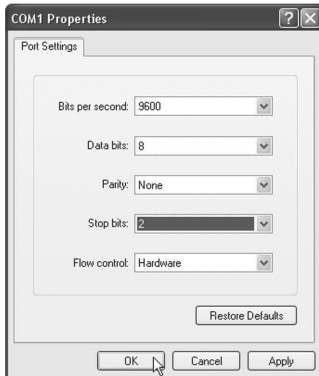 COM1 Properties
Port Settings
Bits per second: 9600
Data bits: 8
Parity: None
Stop bits: 2
Flow control: Hardware
Restore Defaults
OK Cancel Apply